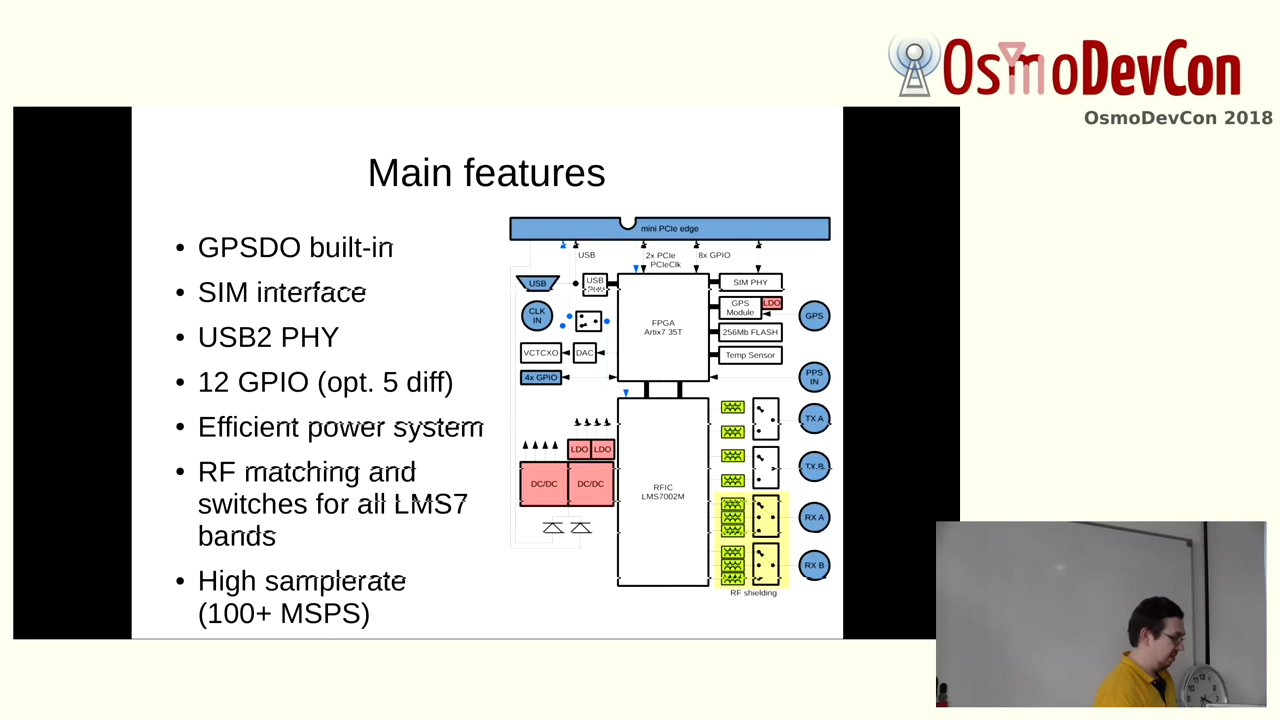 OsmoDevCon
OsmoDevCon 2018
Main features
• GPSDO built-in
• SIM interface
• USB2 PHY
• 12 GPIO (opt. 5 diff)
• Efficient power system
• RF matching and
switches for all LMS7
bands
• High samplerate
(100+ MSPS)
mini PCIe edge
USB
2x PCIe
PCIeClk
8x GPIO
USB
USB
PHY
SIM PHY
CLK
IN
FPGA
Artix7 35T
GPS
Module
LDO
GPS
256Mb FLASH
VCTCXO
DAC
Temp Sensor
4x GPIO
PPS
IN
TX A
LDO
LDO
TX B
DC/DC
DC/DC
RFIC
LMS7002M
RX A
RX B
RF shielding
12